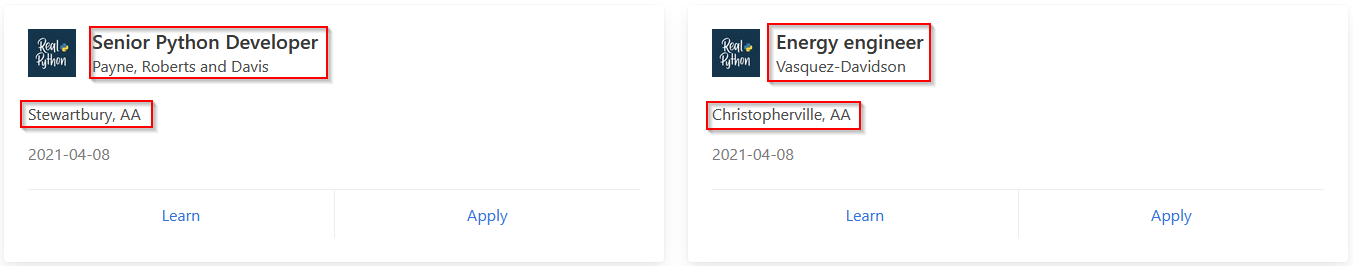 Real
Python
Senior Python Developer
Payne, Roberts and Davis
Stewartbury, AA
2021-04-08
Learn
Apply
Real
Python
Energy engineer
Vasquez-Davidson
Christopherville, AA
2021-04-08
Learn
Apply